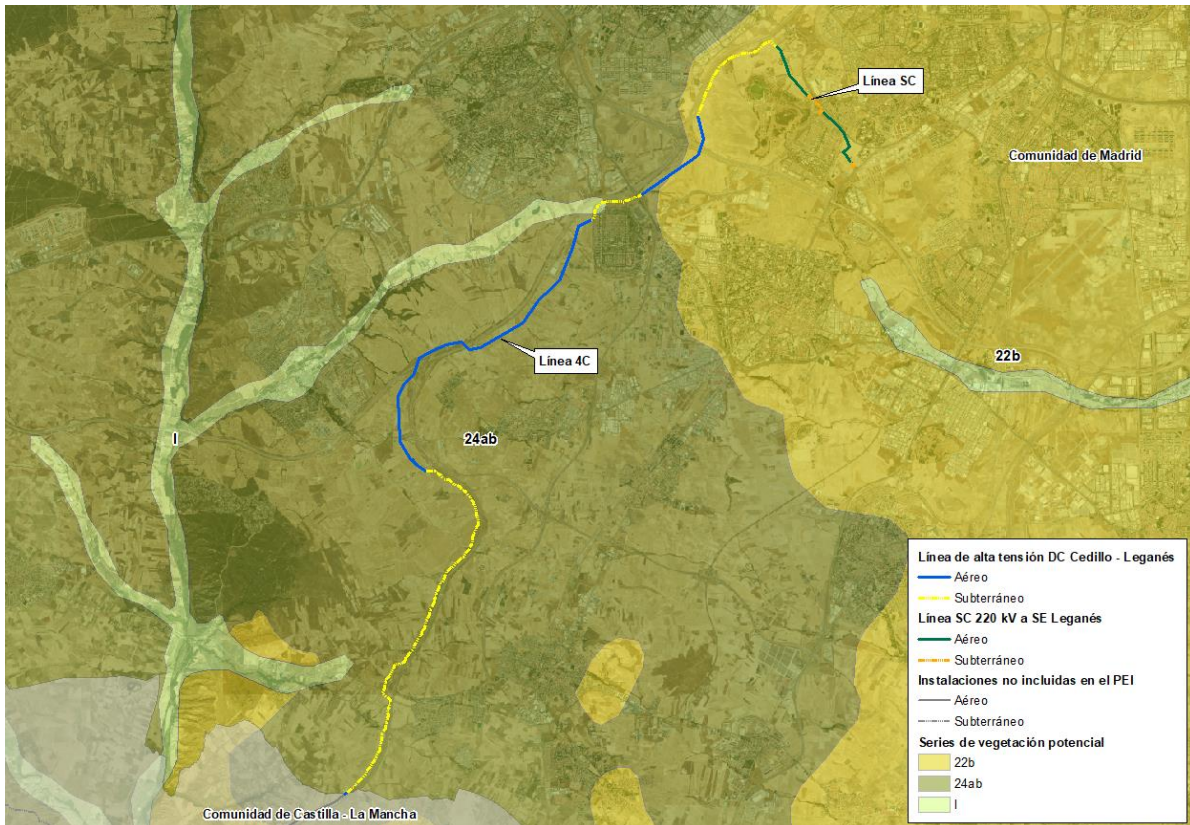 Línea SC
Comunidad de Madrid
22b
Línea 4C
24ab
I
Comunidad de Castilla - La Mancha
Línea de alta tensión DC Cedillo - Leganés
Aéreo
Subterráneo
Línea SC 220 kV a SE Leganés
Aéreo
Subterráneo
Instalaciones no incluidas en el PEI
Aéreo
Subterráneo
Series de vegetación potencial
22b
24ab
I